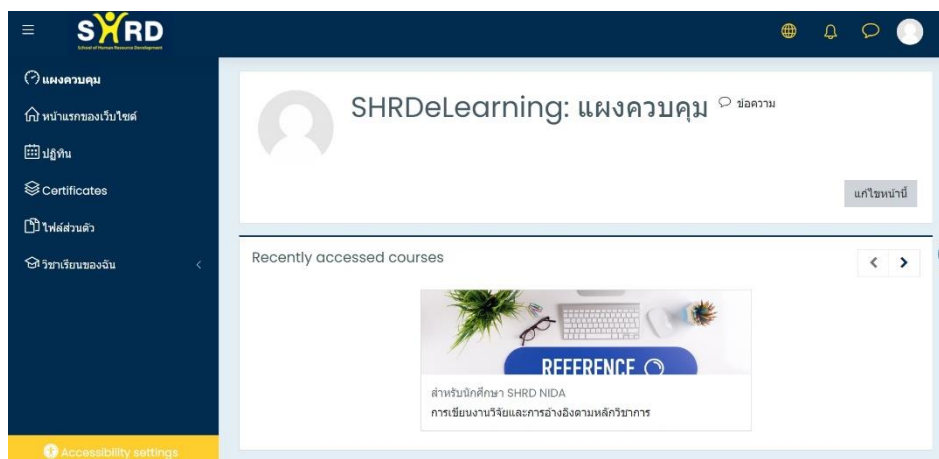 SHRD
School of Human Resource Development
แผงควบคุม
หน้าแรกของเว็บไซต์
ปฏิทิน
Certificates
ไฟล์ส่วนตัว
วิชาเรียนของฉัน
Accessibility settings
SHRDeLearning: แผงควบคุม ข้อความ
แก้ไขหน้านี้
Recently accessed courses
REFERENCE
สำหรับนักศึกษา SHRD NIDA
การเขียนงานวิจัยและการอ้างอิงตามหลักวิชาการ